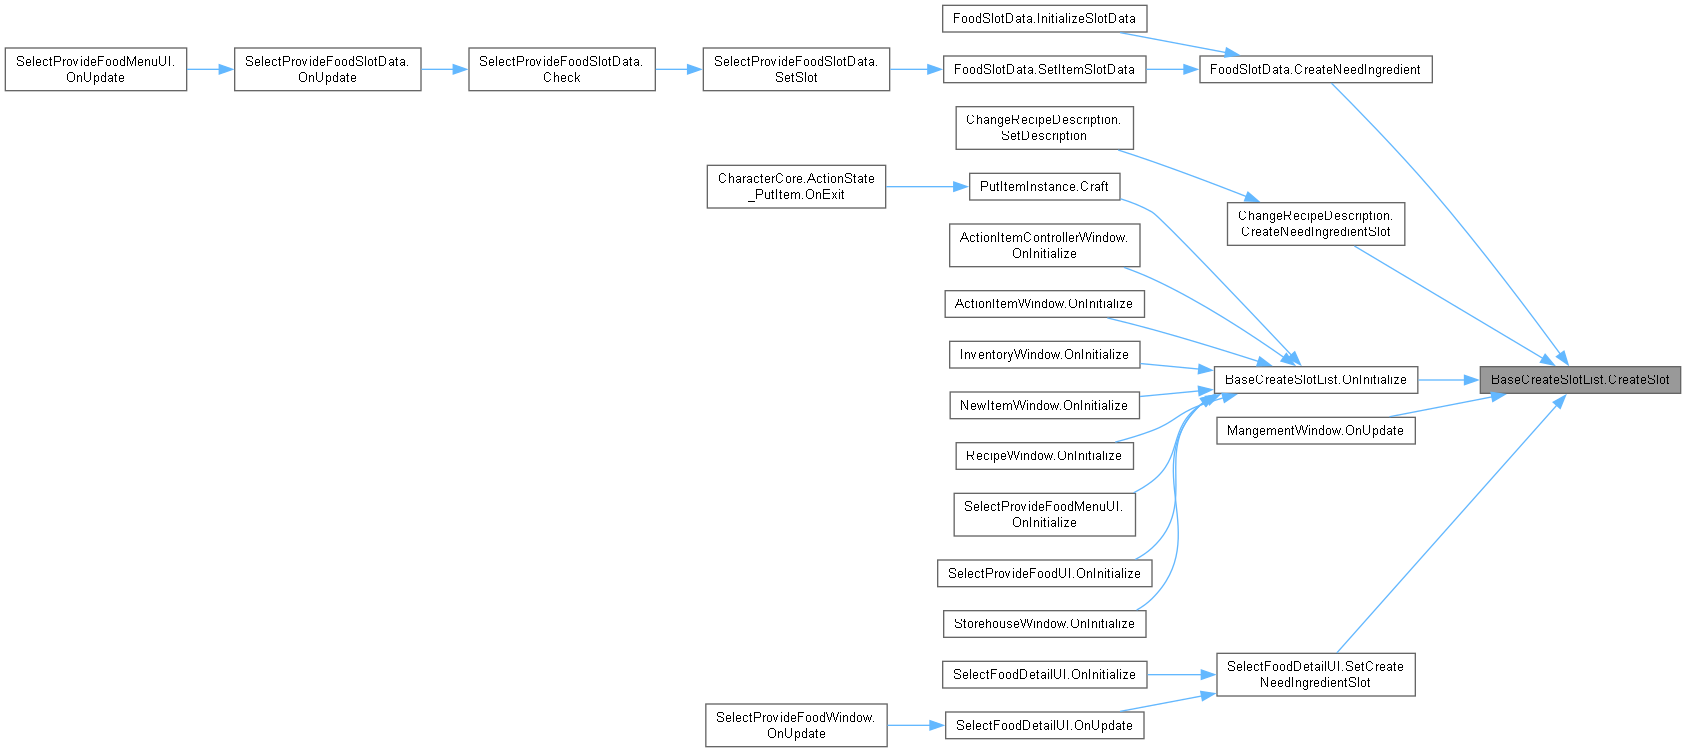 FoodSlotData.InitializeSlotData
SelectProvideFoodMenuUI.
OnUpdate
SelectProvideFoodSlotData.
OnUpdate
SelectProvideFoodSlotData.
Check
SelectProvideFoodSlotData.
SetSlot
FoodSlotData.SetItemSlotData
FoodSlotData.CreateNeedIngredient
ChangeRecipeDescription.
SetDescription
CharacterCore.ActionState
_PutItem.OnExit
PutItemInstance.Craft
ChangeRecipeDescription.
CreateNeedIngredientSlot
ActionItemControllerWindow.
OnInitialize
ActionItemWindow.OnInitialize
InventoryWindow.OnInitialize
BaseCreateSlotList.OnInitialize
BaseCreateSlotList.CreateSlot
NewItemWindow.OnInitialize
MangementWindow.OnUpdate
RecipeWindow.OnInitialize
SelectProvideFoodMenuUI.
OnInitialize
SelectProvideFoodUI.OnInitialize
StorehouseWindow.OnInitialize
SelectFoodDetailUI.OnInitialize
SelectFoodDetailUI.SetCreate
NeedIngredientSlot
SelectProvideFoodWindow.
OnUpdate
SelectFoodDetailUI.OnUpdate